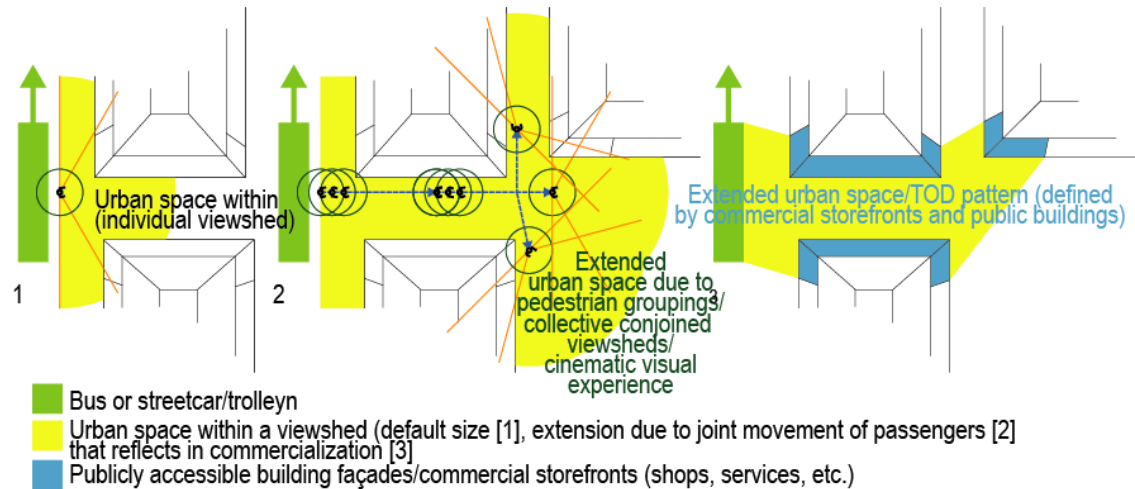 Urban space within
(individual viewshed)
Extended urban space/TOD pattern (defined
by commercial storefronts and public buildings)
1
2
3
Extended
urban space due to
pedestrian groupings/
collective conjoined
viewsheds/
cinematic visual
experience
Bus or streetcar/trolleyn
Urban space within a viewshed (default size [1], extension due to joint movement of passengers [2]
that reflects in commercialization [3]
Publicly accessible building façades/commercial storefronts (shops, services, etc.)